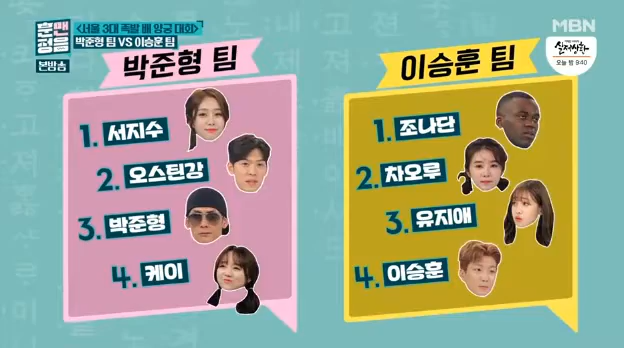 훈맨정음
본방송
<서울 3대 족발 배 양궁 대회>
박준형 팀 VS 이승훈 팀
MBN
오늘 밤 9:40
박준형 팀
1. 서지수
2. 오스틴강
3. 박준형
4. 케이
이승훈 팀
1. 조나단
2. 차오루
3. 유지애
4. 이승훈